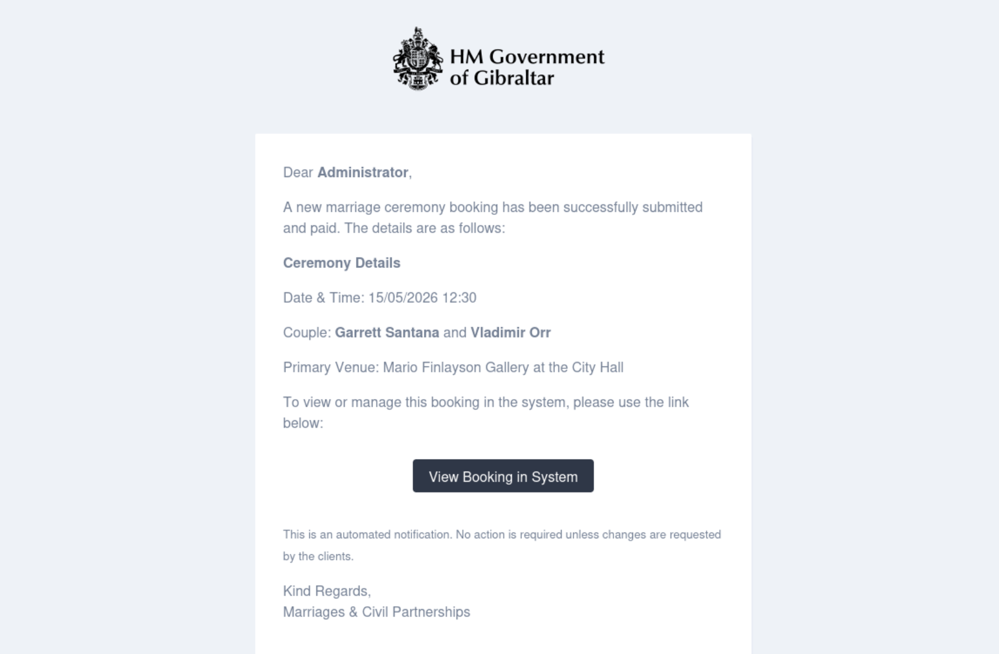 HM Government
of Gibraltar
Dear Administrator,
A new marriage ceremony booking has been successfully submitted
and paid. The details are as follows:
Ceremony Details
Date & Time: 15/05/2026 12:30
Couple: Garrett Santana and Vladimir Orr
Primary Venue: Mario Finlayson Gallery at the City Hall
To view or manage this booking in the system, please use the link
below:
View Booking in System
This is an automated notification. No action is required unless changes are requested
by the clients.
Kind Regards,
Marriages & Civil Partnerships